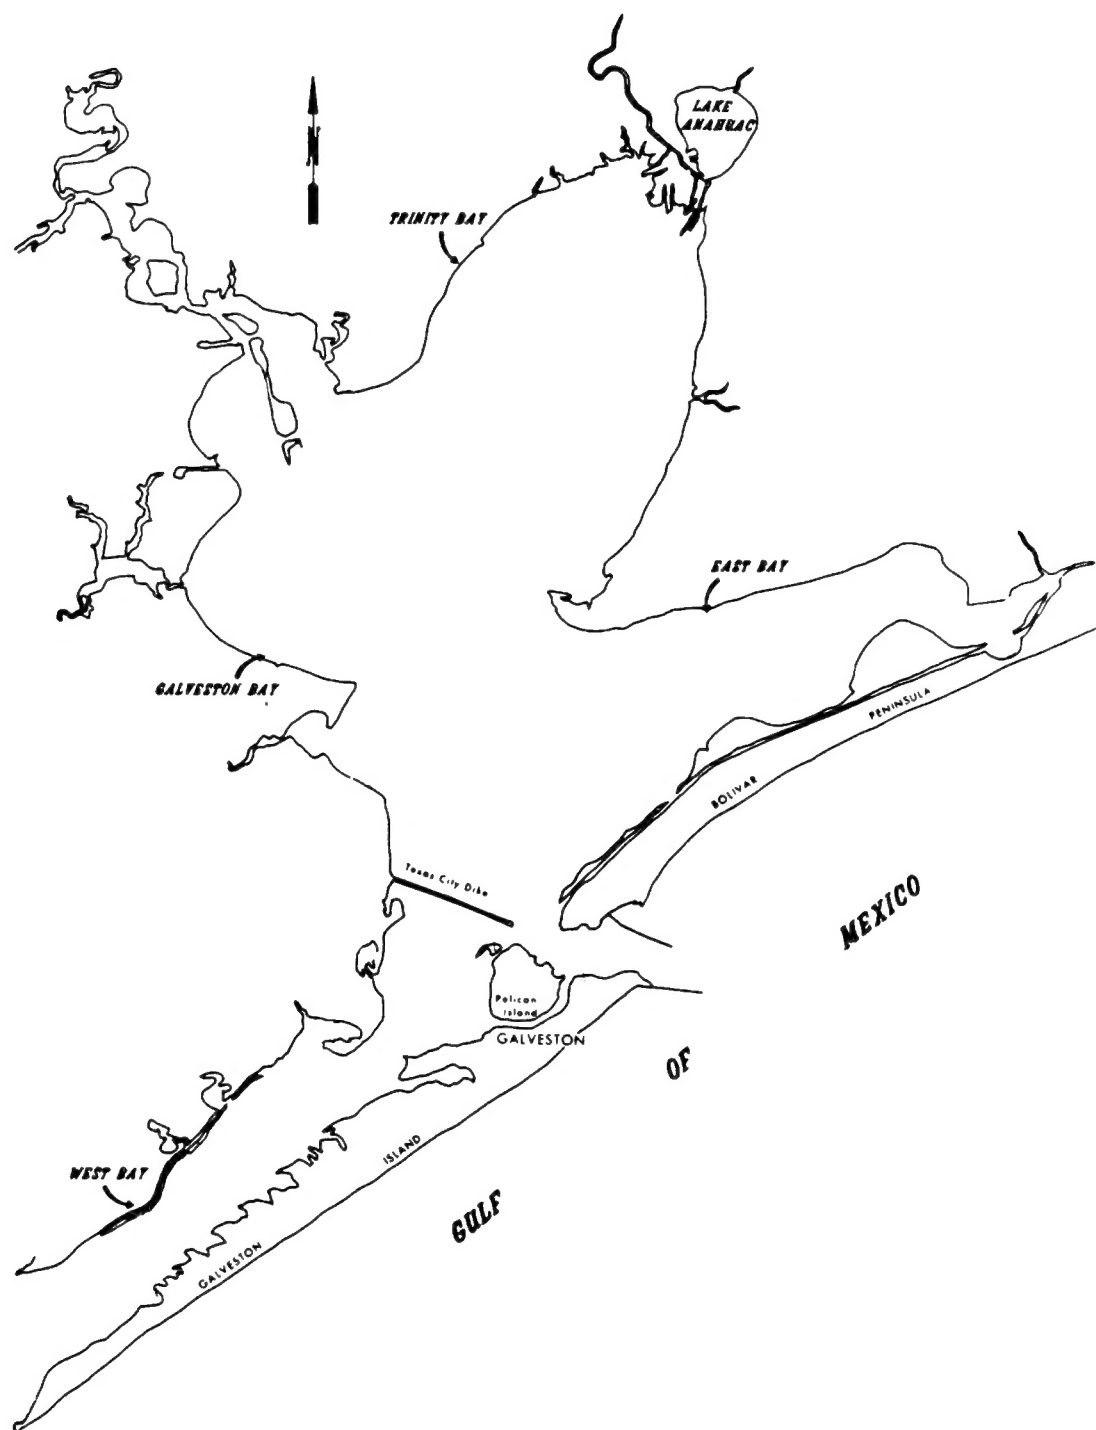 LAKE
ANAHUAC
N
TRINITY BAY
EAST BAY
GALVESTON BAY
PENINSULA
BOLIVAR
Texas City Dike
MEXICO
Pelican
Island
GALVESTON
OF
ISLAND
WEST BAY
GULF
GALVESTON